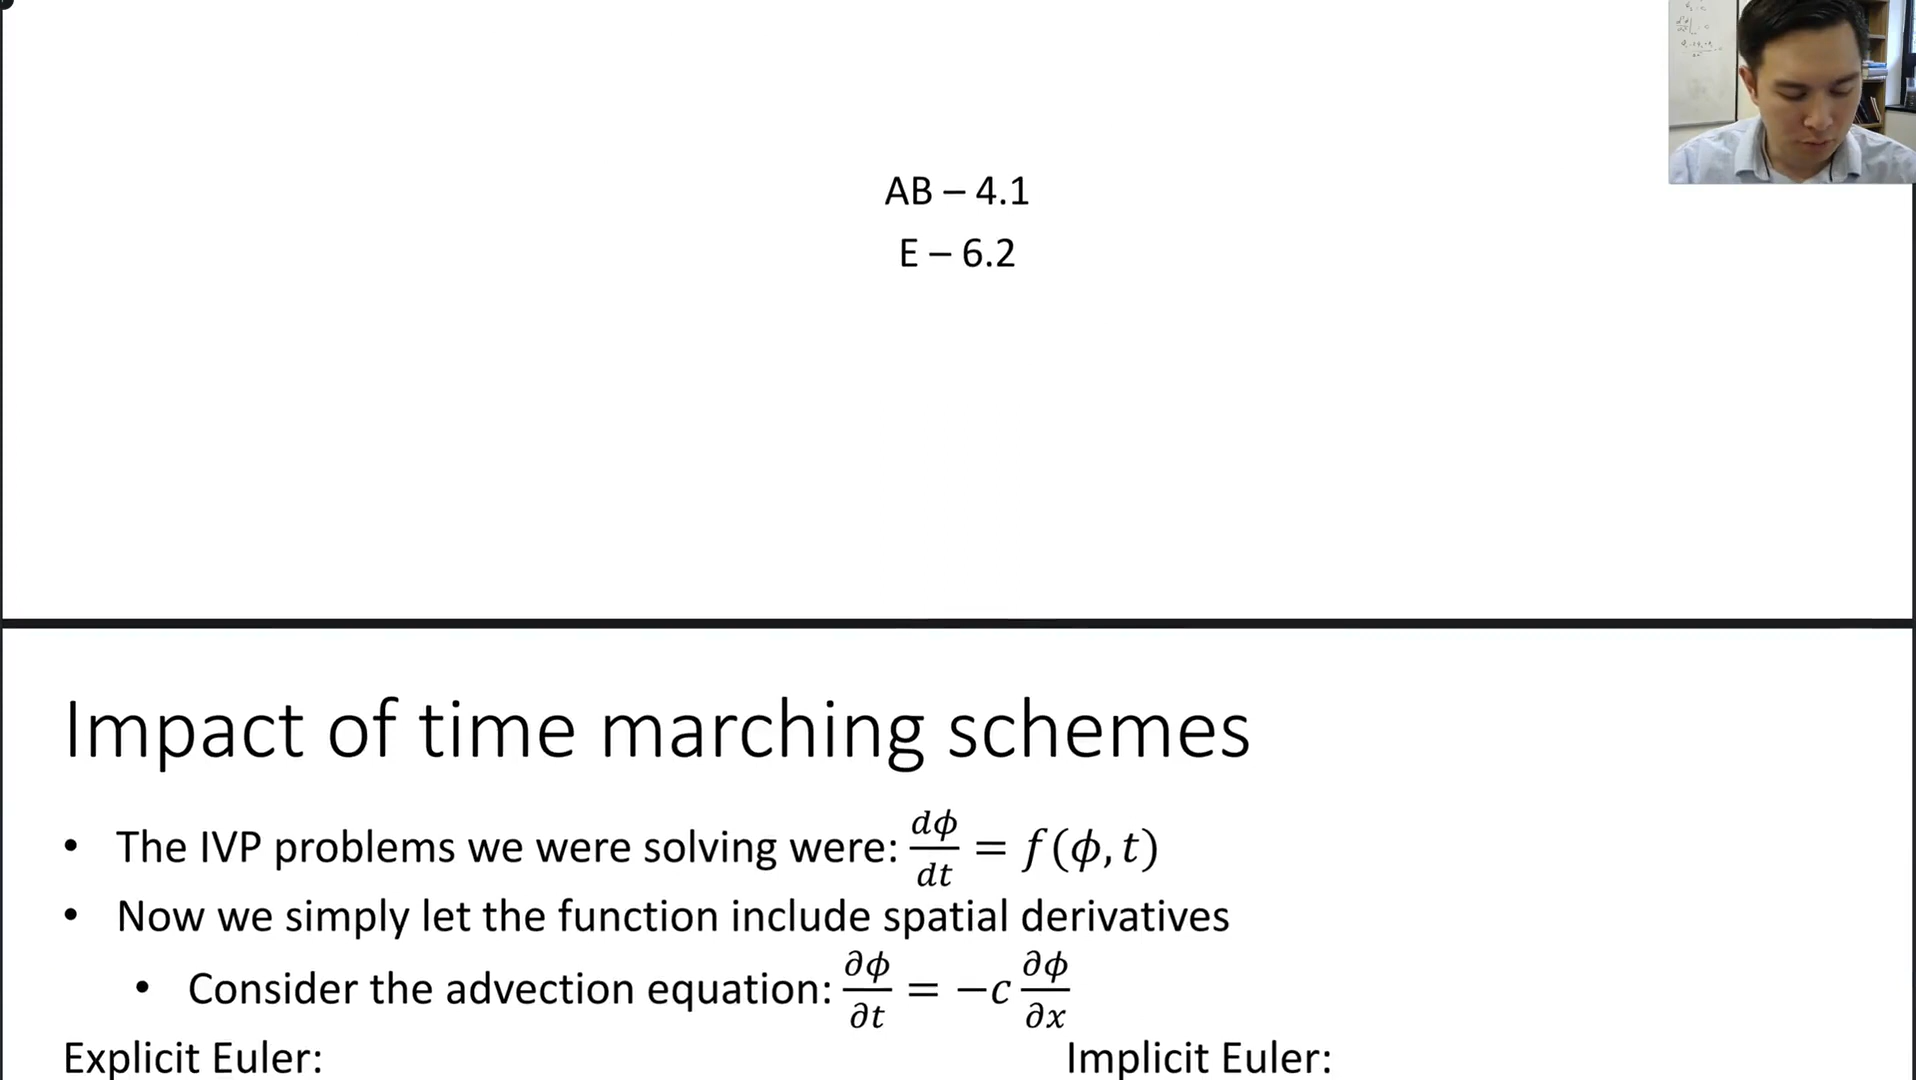 AB – 4.1
E – 6.2
Impact of time marching schemes
• The IVP problems we were solving were: dϕ/dt = f(ϕ, t)
• Now we simply let the function include spatial derivatives
• Consider the advection equation: ∂ϕ/∂t = −c ∂ϕ/∂x
Explicit Euler: Implicit Euler: